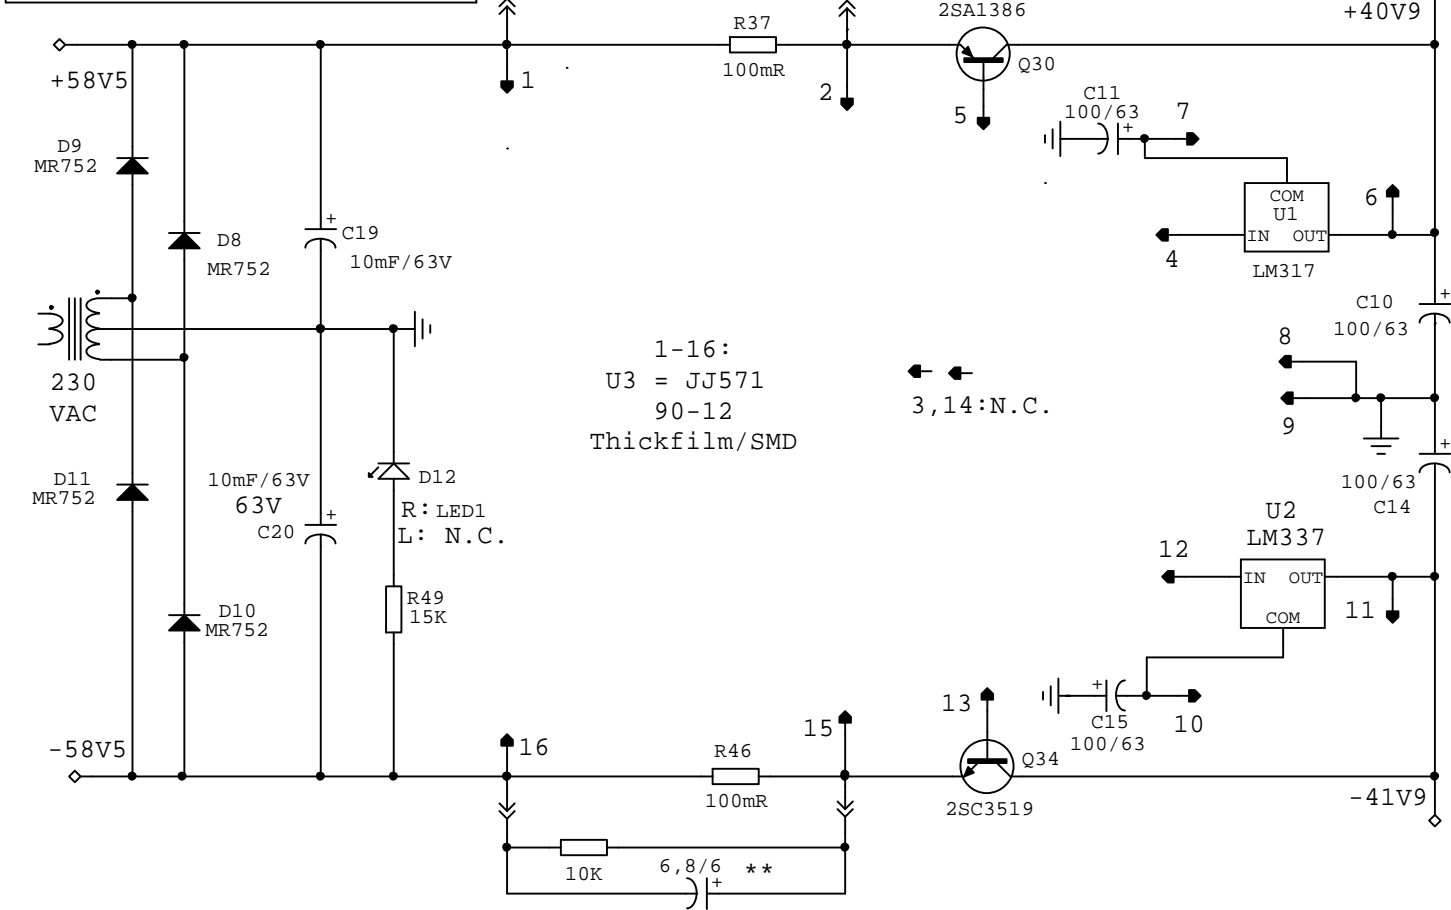 2SA1386
+40V9
R37
100mR
Q30
+58V5
1
2
5
C11
100/63
+
7
D9
MR752
COM
U1
IN OUT
LM317
6
4
+
C19
10mF/63V
D8
MR752
C10
100/63
+
230
VAC
1-16:
U3 = JJ571
90-12
Thickfilm/SMD
3,14:N.C.
8
9
D11
MR752
10mF/63V
63V
C20
+
D12
R: LED1
L: N.C.
+
100/63
C14
U2
LM337
12
IN OUT
COM
11
D10
MR752
R49
15K
+
C15
100/63
10
13
15
16
-58V5
R46
100mR
Q34
2SC3519
-41V9
10K
6,8/6 **
+